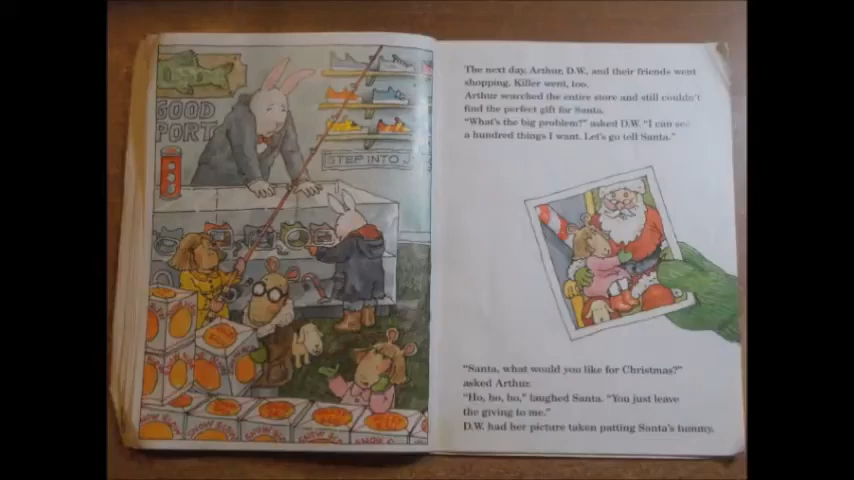 GOOD
PORT
STEP INTO
The next day, Arthur, D.W., and their friends went
shopping. Killer went, too.
Arthur searched the entire store and still couldn't
find the perfect gift for Santa.
"What's the big problem?" asked D.W. "I can see
a hundred things I want. Let's go tell Santa."
"Santa, what would you like for Christmas?"
asked Arthur.
"Ho, ho, ho," laughed Santa. "You just leave
the giving to me."
D.W. had her picture taken patting Santa's tummy.